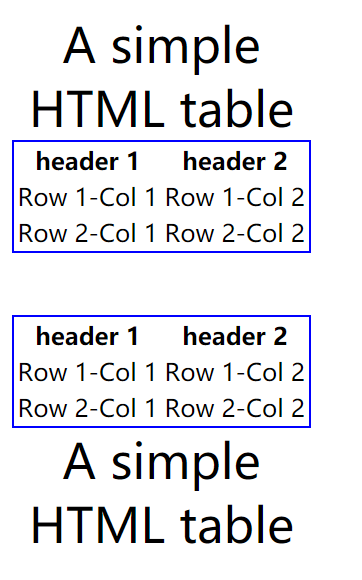 A simple
HTML table
header 1 header 2
Row 1-Col 1 Row 1-Col 2
Row 2-Col 1 Row 2-Col 2
header 1 header 2
Row 1-Col 1 Row 1-Col 2
Row 2-Col 1 Row 2-Col 2
A simple
HTML table